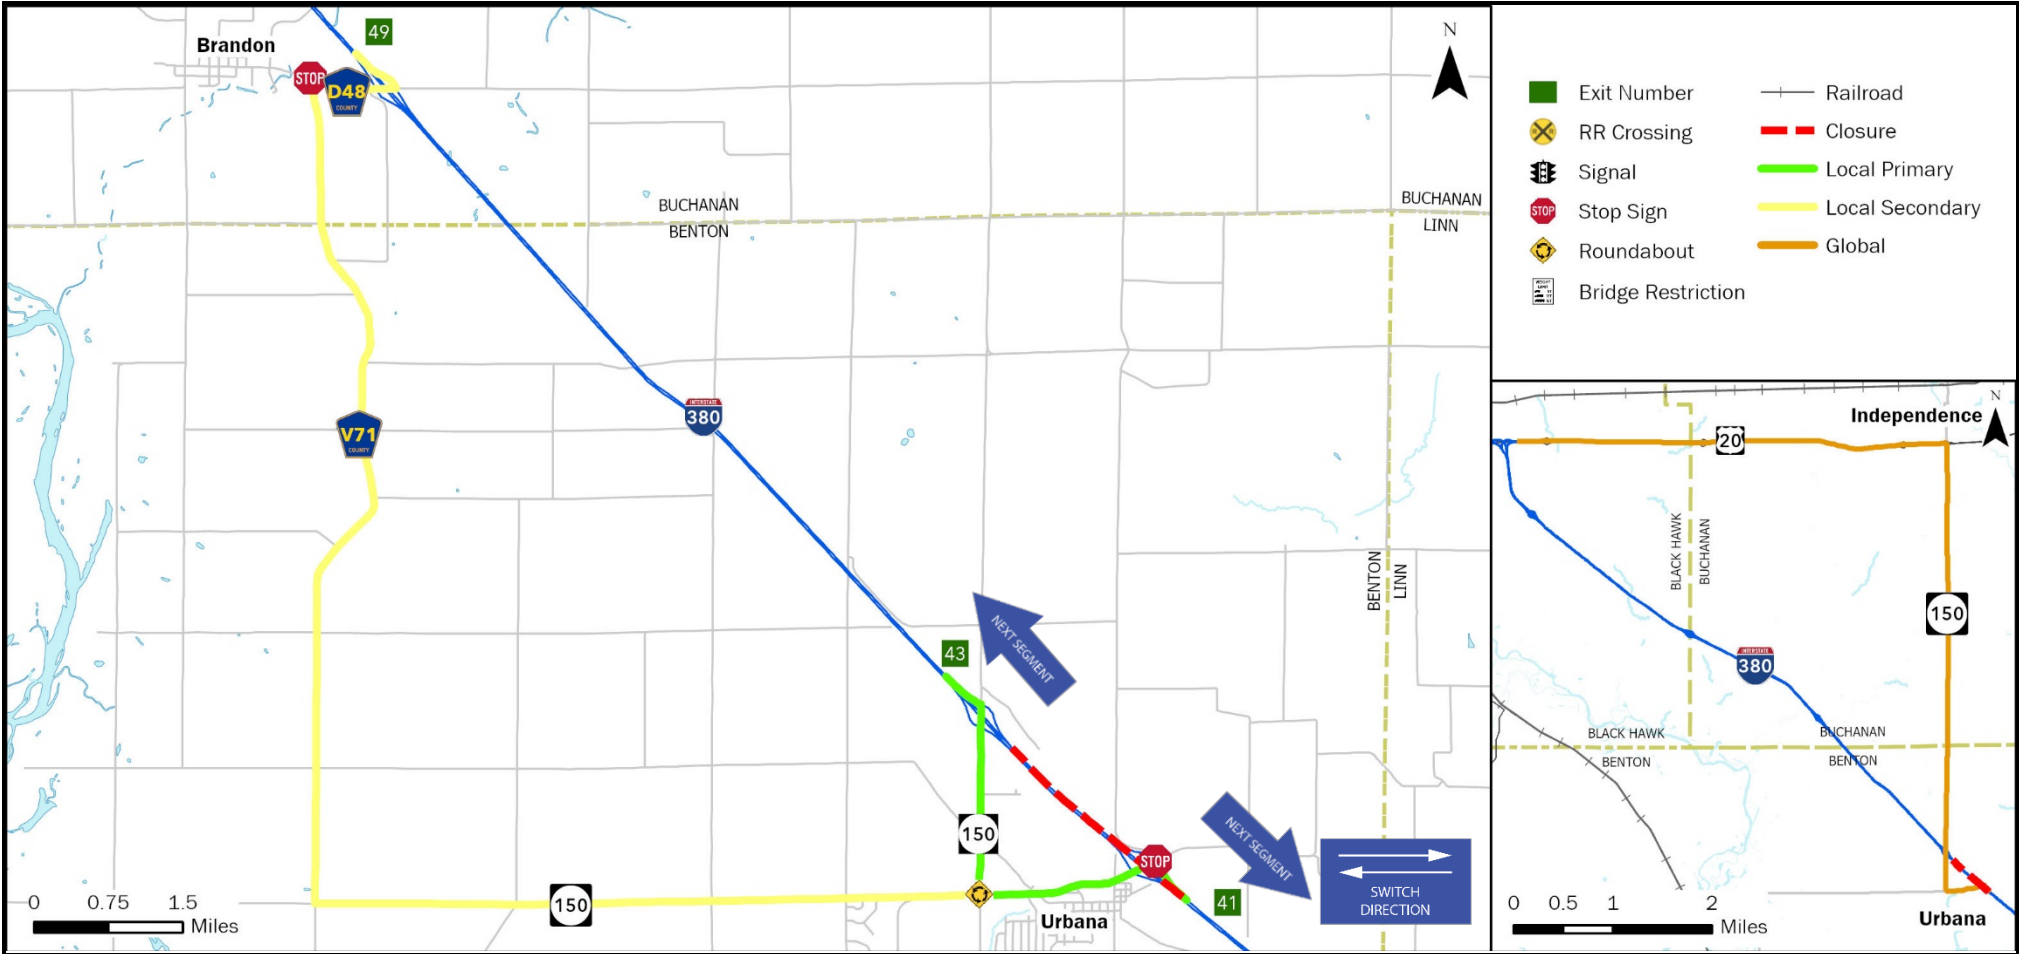 49
Brandon
STOP
D48
COUNTY
N
BUCHANAN
BENTON
BUCHANAN
LINN
INTERSTATE
380
V71
COUNTY
BENTON
LINN
NEXT SEGMENT
43
150
NEXT SEGMENT
STOP
41
SWITCH
DIRECTION
150
Urbana
0 0.75 1.5
Miles
Exit Number
RR Crossing
Signal
STOP
Stop Sign
Roundabout
Bridge Restriction
Railroad
Closure
Local Primary
Local Secondary
Global
N
Independence
20
BLACK HAWK
BUCHANAN
150
INTERSTATE
380
BLACK HAWK
BENTON
BUCHANAN
BENTON
Urbana
0 0.5 1 2
Miles